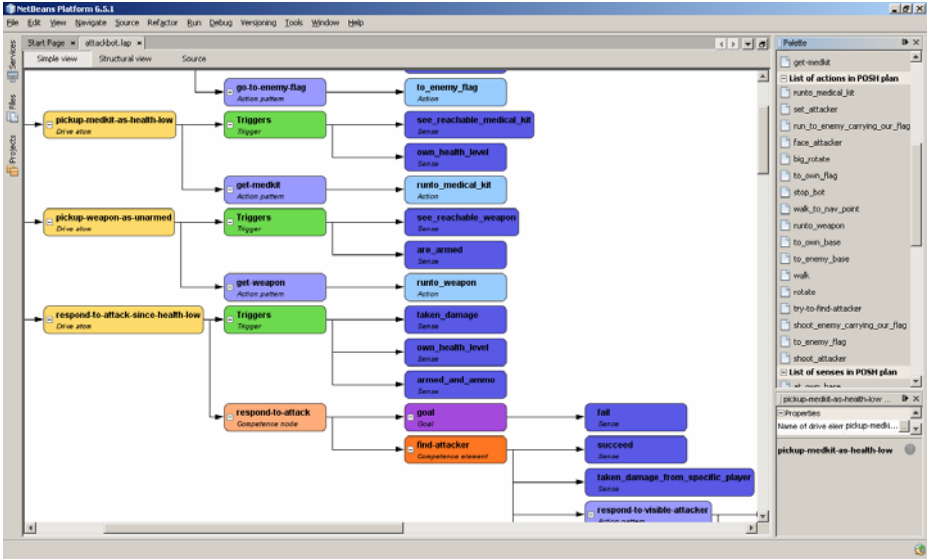 NetBeans Platform 6.5.1
File Edit View Navigate Source Refactor Run Debug Versioning Tools Window Help
Start Page attackbot.lap
Simple view Structural view Source
Services
Files
Projects
go-to-enemy-flag
Action pattern
to_enemy_flag
Action
pickup-medkit-as-health-low
Drive atom
Triggers
Trigger
see_reachable_medical_kit
Sense
own_health_level
Sense
get-medkit
Action pattern
runto_medical_kit
Action
pickup-weapon-as-unarmed
Drive atom
Triggers
Trigger
see_reachable_weapon
Sense
are_armed
Sense
get-weapon
Action pattern
runto_weapon
Action
respond-to-attack-since-health-low
Drive atom
Triggers
Trigger
taken_damage
Sense
own_health_level
Sense
armed_and_ammo
Sense
respond-to-attack
Competence node
goal
Goal
fail
Sense
find-attacker
Competence element
succeed
Sense
taken_damage_from_specific_player
Sense
respond-to-visible-attacker
Action pattern
Palette
get-medkit
List of actions in POSH plan
runto_medical_kit
set_attacker
run_to_enemy_carrying_our_flag
face_attacker
big_rotate
to_own_flag
stop_bot
walk_to_nav_point
runto_weapon
to_own_base
to_enemy_base
walk
rotate
try-to-find-attacker
shoot_enemy_carrying_our_flag
to_enemy_flag
shoot_attacker
List of senses in POSH plan
at_own_base
pickup-medkit-as-health-low ...
Properties
Name of drive elem pickup-medki... ...
pickup-medkit-as-health-low